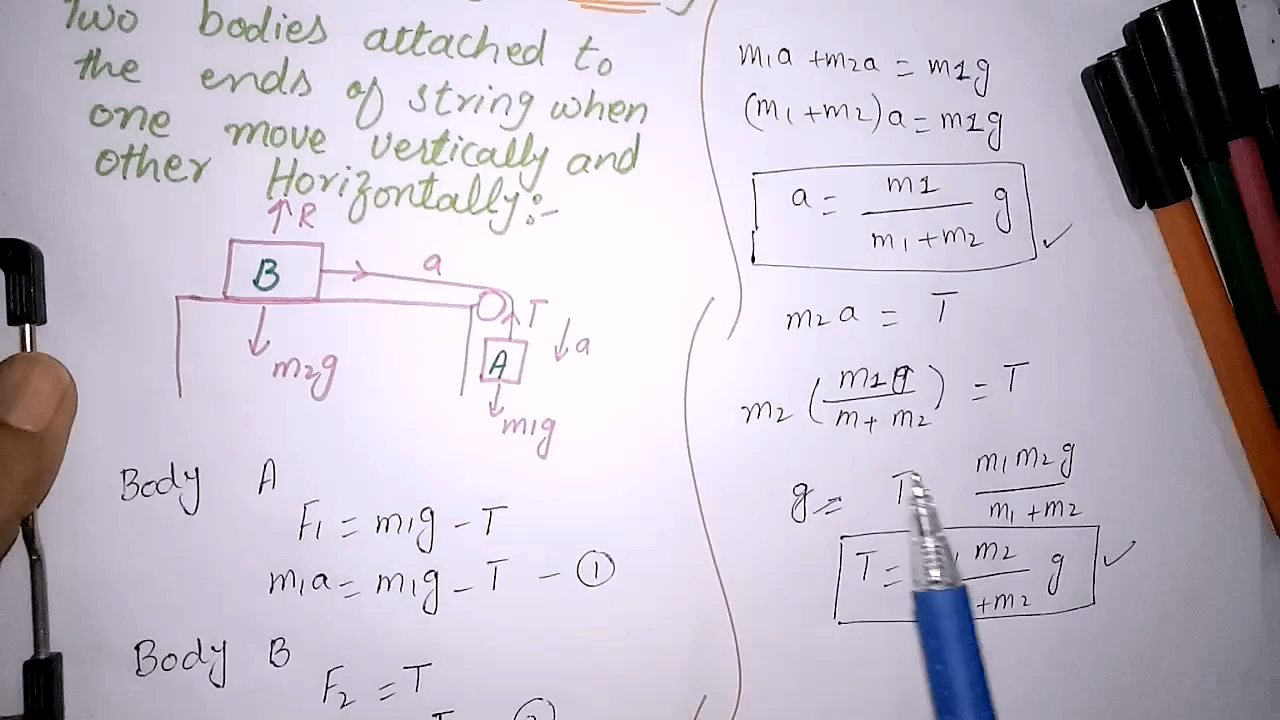 Two bodies attached to
the ends of string when
one move vertically and
other Horizontally:-
↑R
B
a
T
↓a
A
m2g
m1g
Body A
F1 = m1g - T
m1a = m1g - T - ①
Body B
F2 = T
m1a + m2a = m1g
(m1 + m2)a = m1g
a = m1 / m1 + m2 g ✓
m2a = T
m2 (m1g / m+ m2) = T
g = T m1 m2 g / m1 + m2
T = m2 / +m2 g ✓